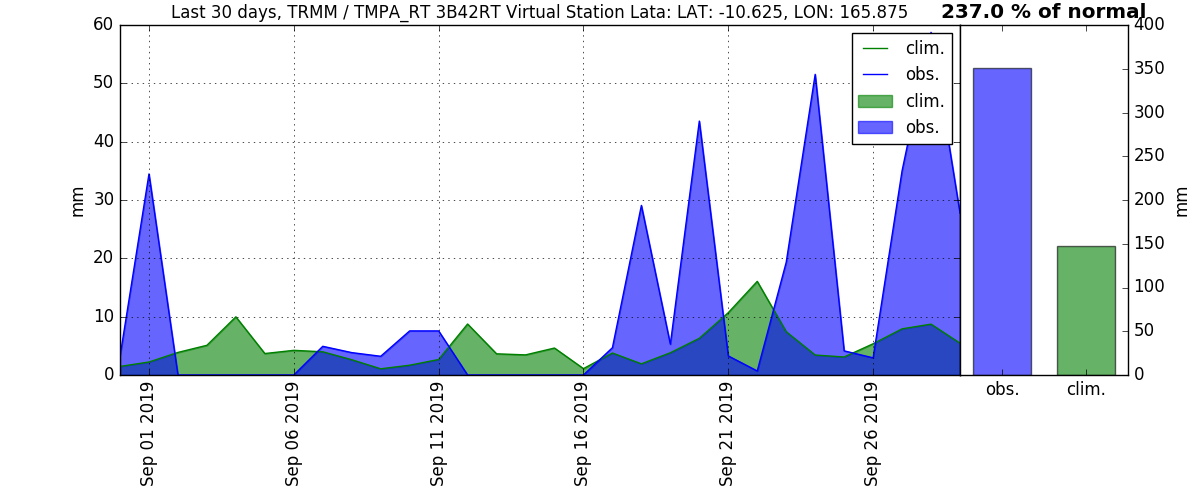 Last 30 days, TRMM / TMPA_RT 3B42RT Virtual Station Lata: LAT: -10.625, LON: 165.875
237.0 % of normal
60
50
40
30
20
10
0
mm
clim.
obs.
clim.
obs.
Sep 01 2019
Sep 06 2019
Sep 11 2019
Sep 16 2019
Sep 21 2019
Sep 26 2019
400
350
300
250
200
150
100
50
0
mm
obs.
clim.